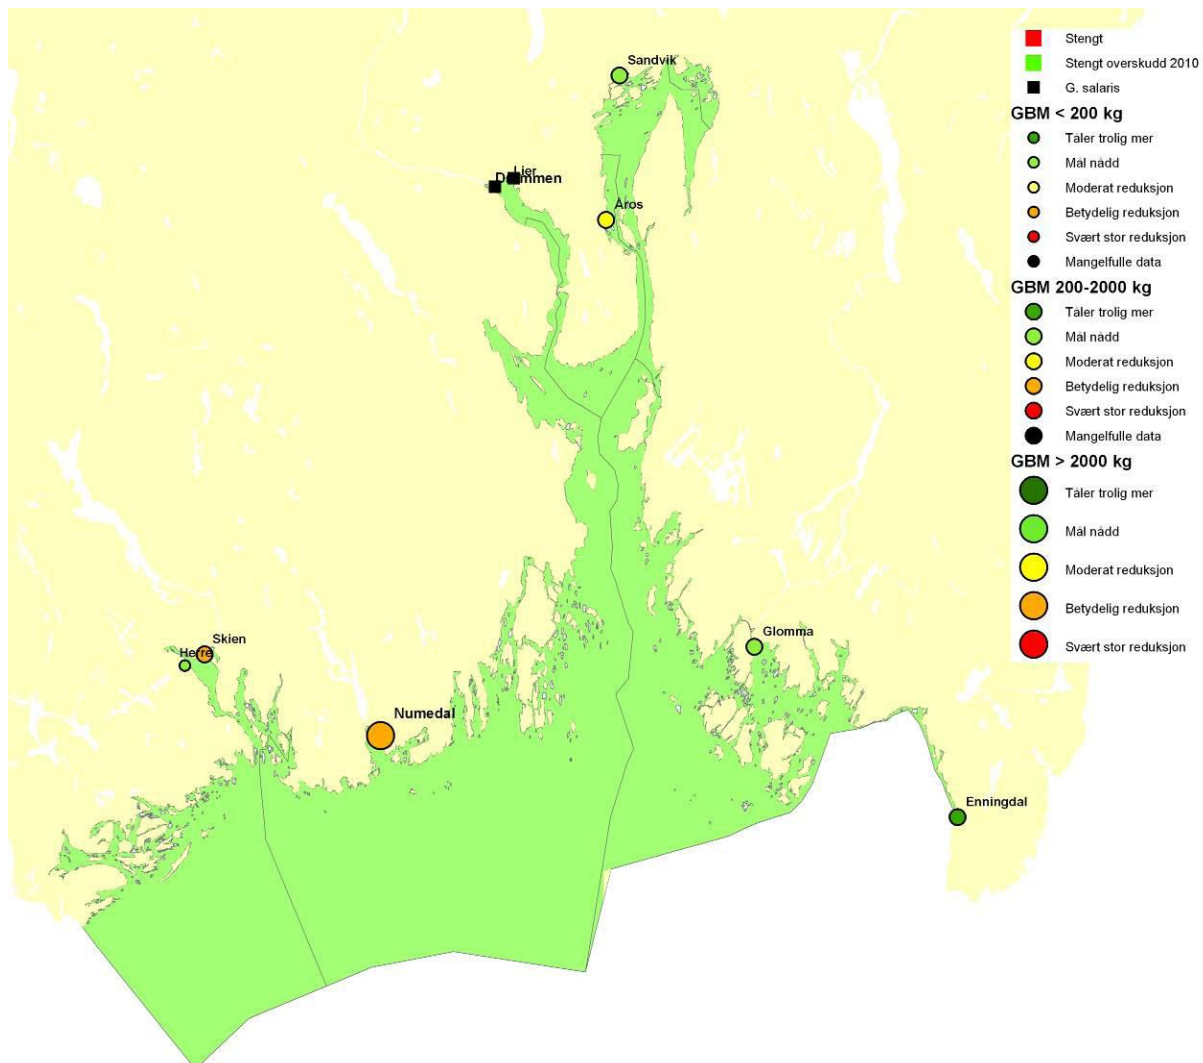 Sandvik
Lier
Drammen
Åros
Skien
Herre
Glomma
Numedal
Enningdal
Stengt
Stengt overskudd 2010
G. salaris
GBM < 200 kg
Tåler trolig mer
Mål nådd
Moderat reduksjon
Betydelig reduksjon
Svært stor reduksjon
Mangelfulle data
GBM 200-2000 kg
Tåler trolig mer
Mål nådd
Moderat reduksjon
Betydelig reduksjon
Svært stor reduksjon
Mangelfulle data
GBM > 2000 kg
Tåler trolig mer
Mål nådd
Moderat reduksjon
Betydelig reduksjon
Svært stor reduksjon